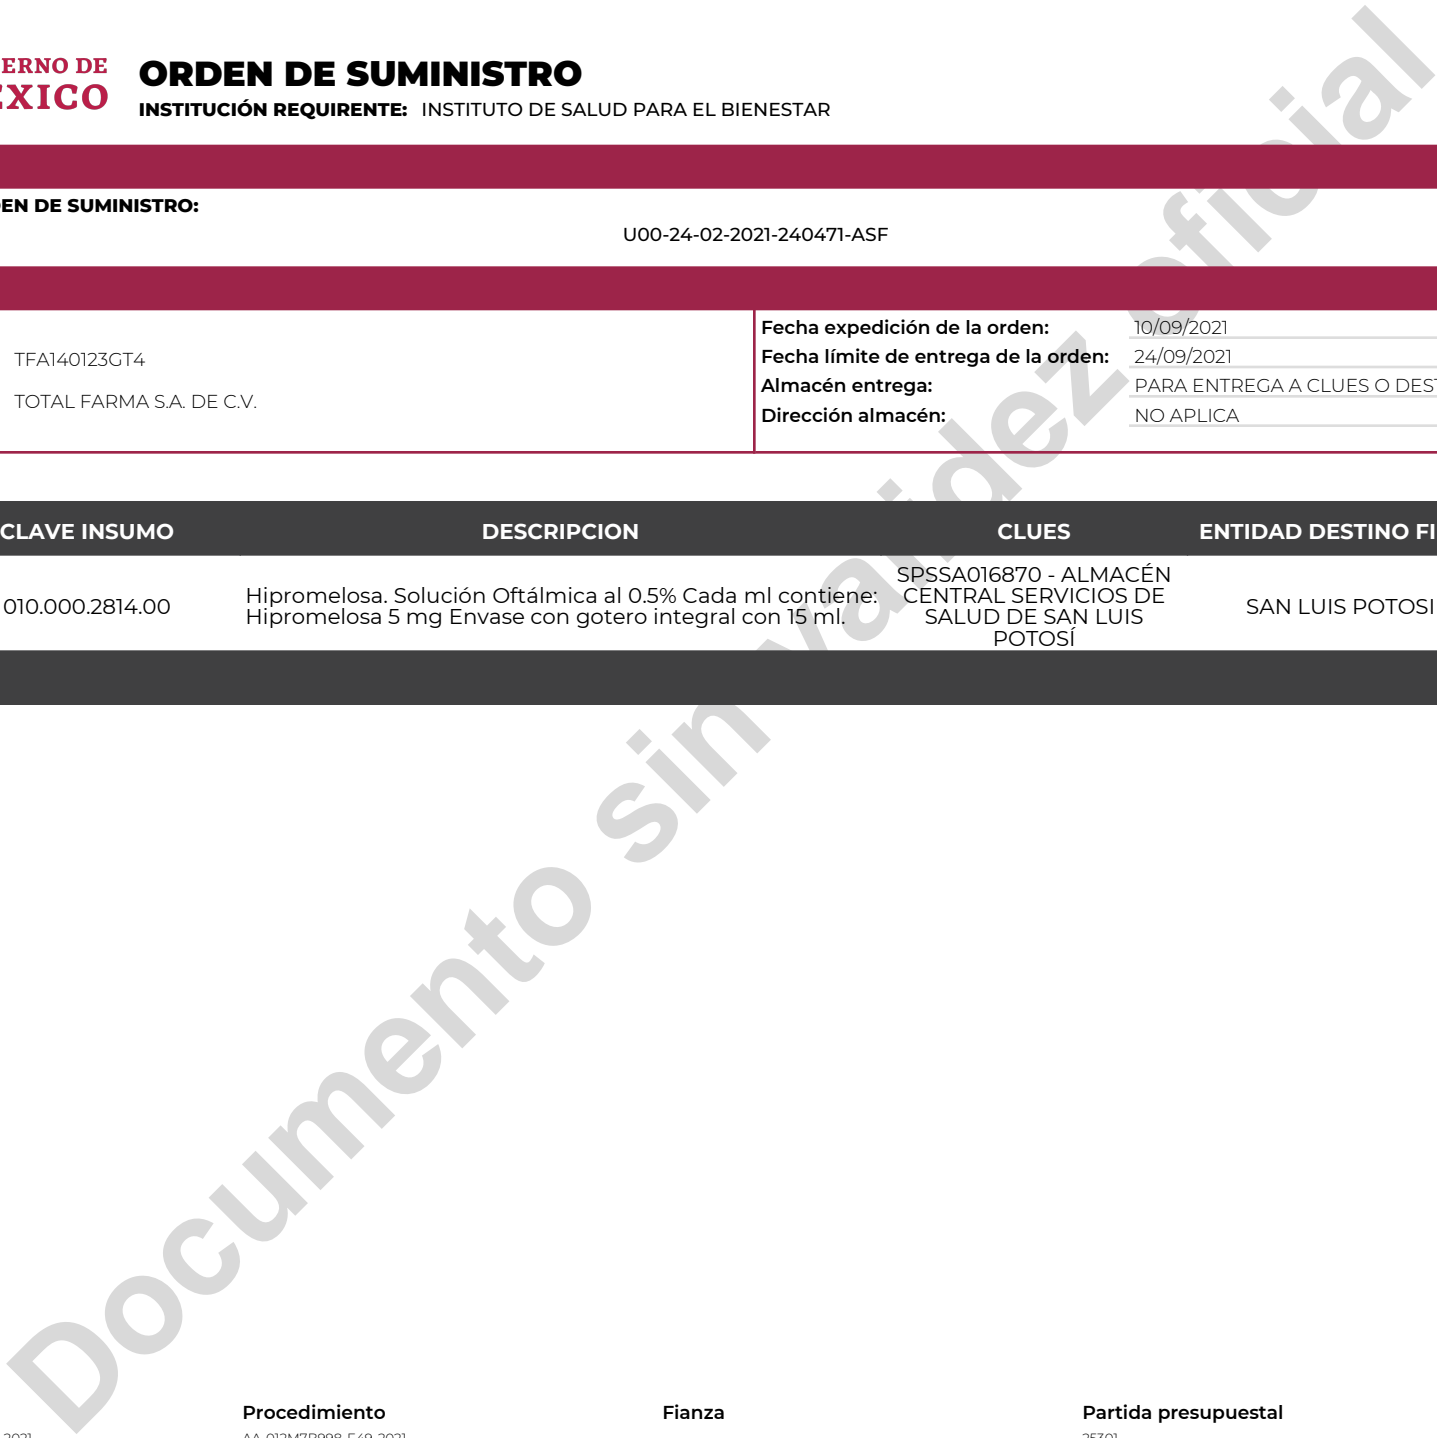 ERNO DE
EXICO
ORDEN DE SUMINISTRO
INSTITUCIÓN REQUIRENTE: INSTITUTO DE SALUD PARA EL BIENESTAR
EN DE SUMINISTRO:
U00-24-02-2021-240471-ASF
TFA140123GT4
TOTAL FARMA S.A. DE C.V.
Fecha expedición de la orden: 10/09/2021
Fecha límite de entrega de la orden: 24/09/2021
Almacén entrega: PARA ENTREGA A CLUES O DEST
Dirección almacén: NO APLICA
CLAVE INSUMO DESCRIPCION CLUES ENTIDAD DESTINO FI
010.000.2814.00
Hipromelosa. Solución Oftálmica al 0.5% Cada ml contiene:
Hipromelosa 5 mg Envase con gotero integral con 15 ml.
SPSSA016870 - ALMACÉN
CENTRAL SERVICIOS DE
SALUD DE SAN LUIS
POTOSÍ
SAN LUIS POTOSI
Documento sin validez oficial
Procedimiento Fianza Partida presupuestal